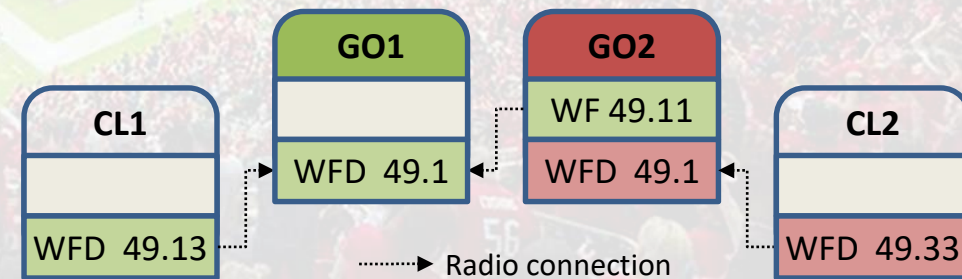 GO1
GO2
CL1
WF 49.11
CL2
WFD 49.1
WFD 49.1
WFD 49.13
WFD 49.33
Radio connection